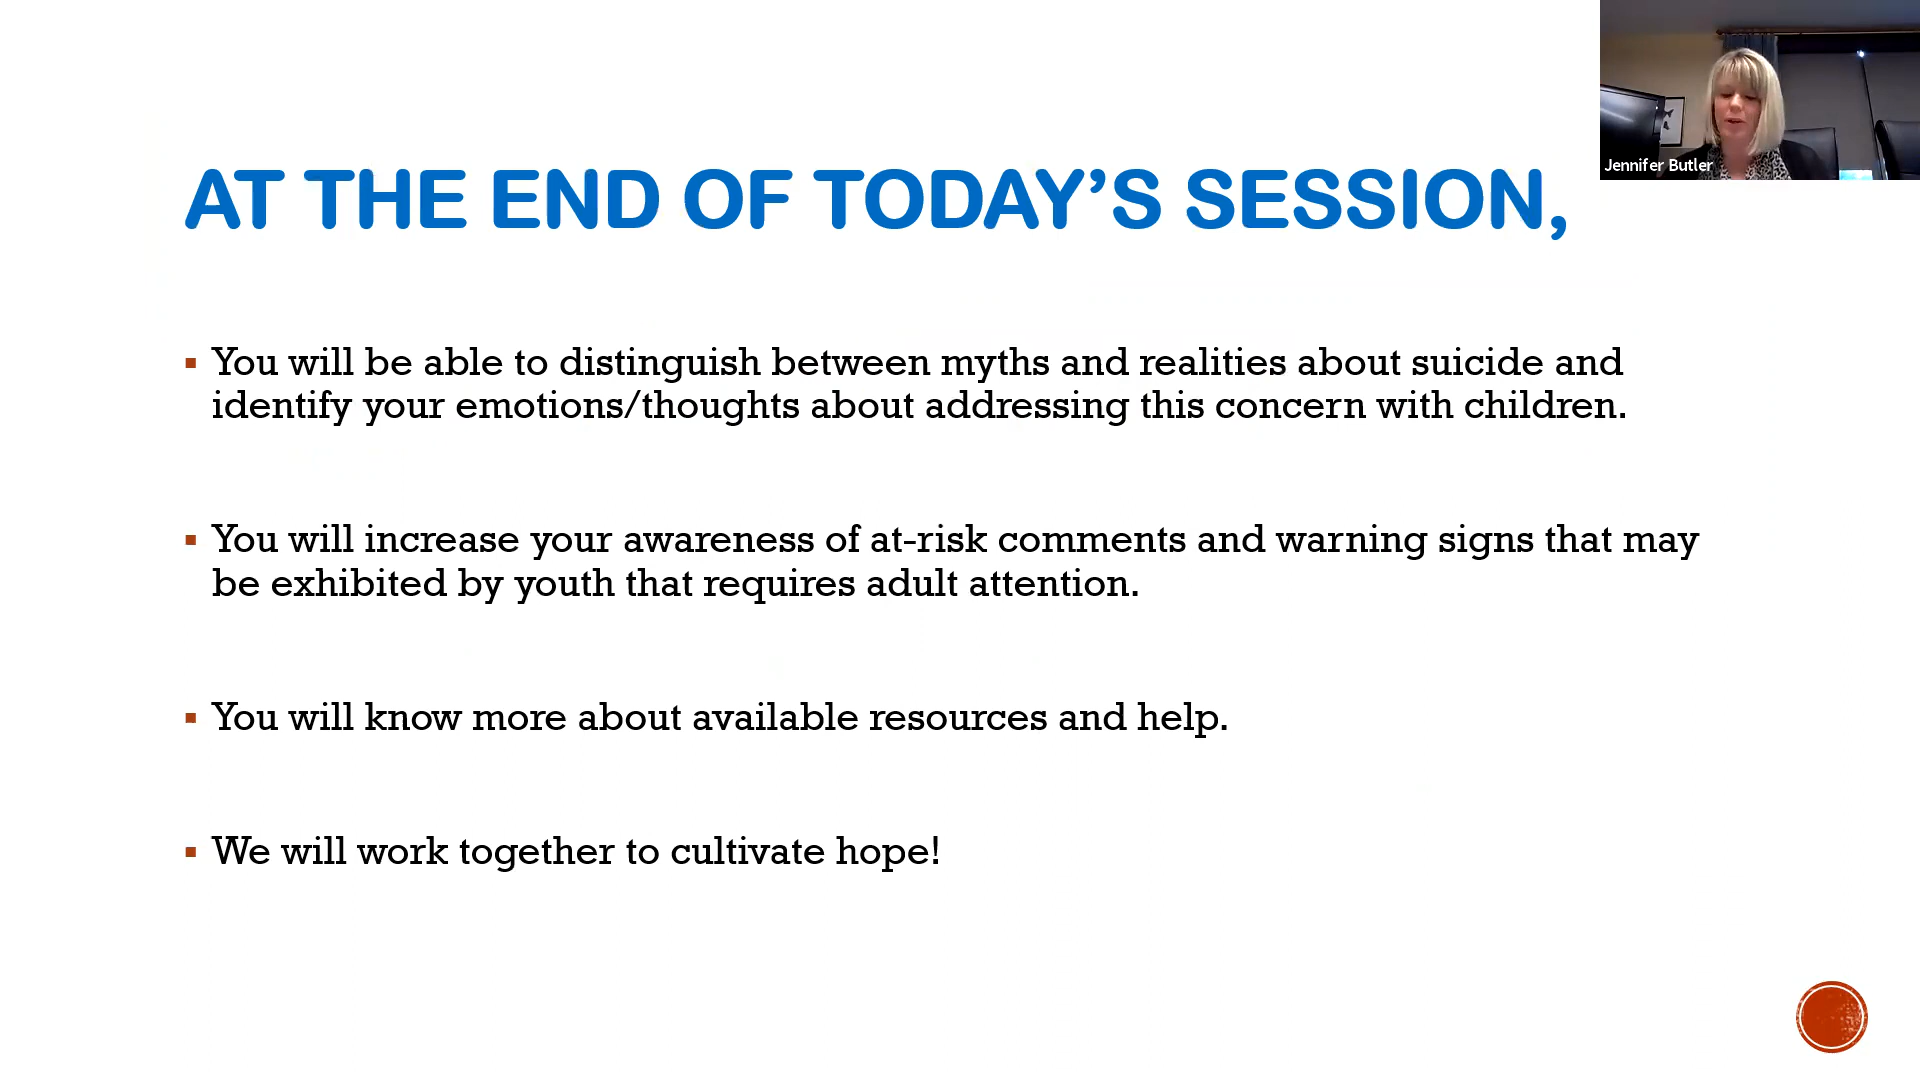 Jennifer Butler
AT THE END OF TODAY’S SESSION,
▪ You will be able to distinguish between myths and realities about suicide and
identify your emotions/thoughts about addressing this concern with children.
▪ You will increase your awareness of at-risk comments and warning signs that may
be exhibited by youth that requires adult attention.
▪ You will know more about available resources and help.
▪ We will work together to cultivate hope!